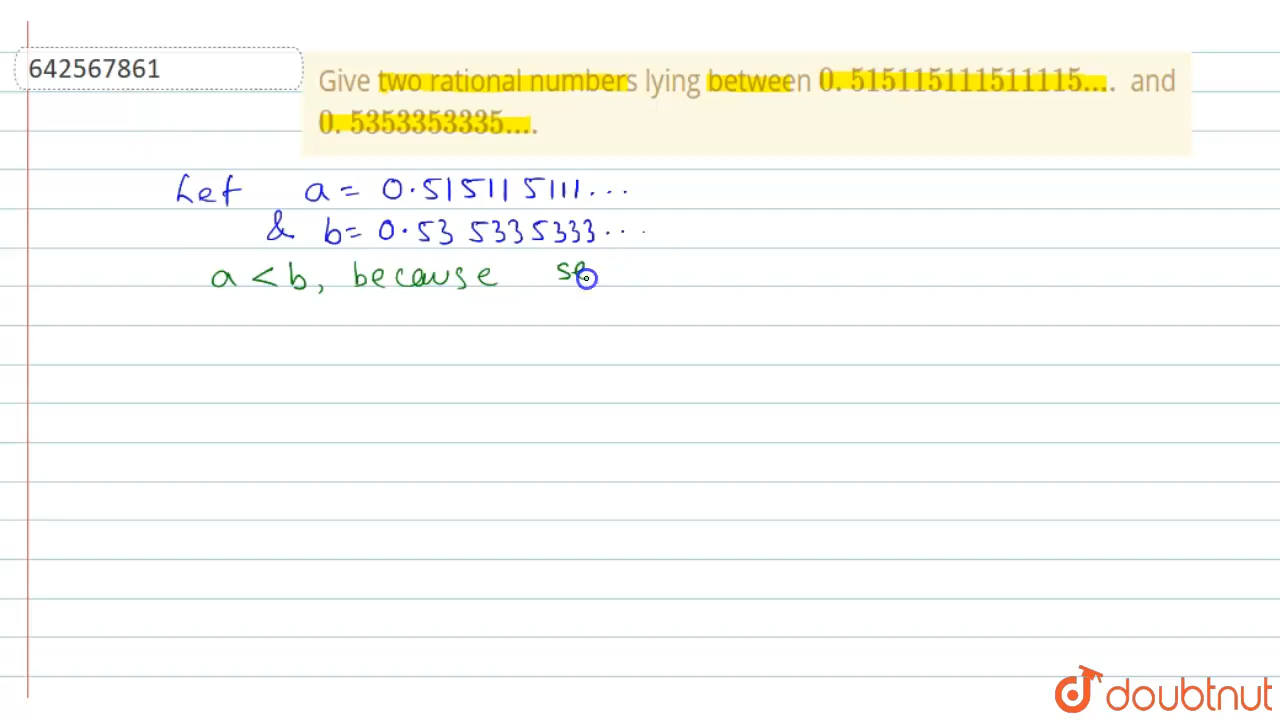 642567861
Give two rational numbers lying between 0.515115111511115.... and
0.5353353335....
Let a = 0.515115111...
& b = 0.535335333...
a < b, because se
doubtnut